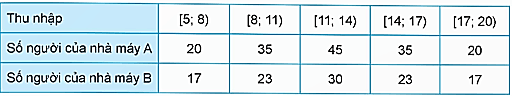 Thu nhập [5; 8) [8; 11) [11; 14) [14; 17) [17; 20)
Số người của nhà máy A 20 35 45 35 20
Số người của nhà máy B 17 23 30 23 17